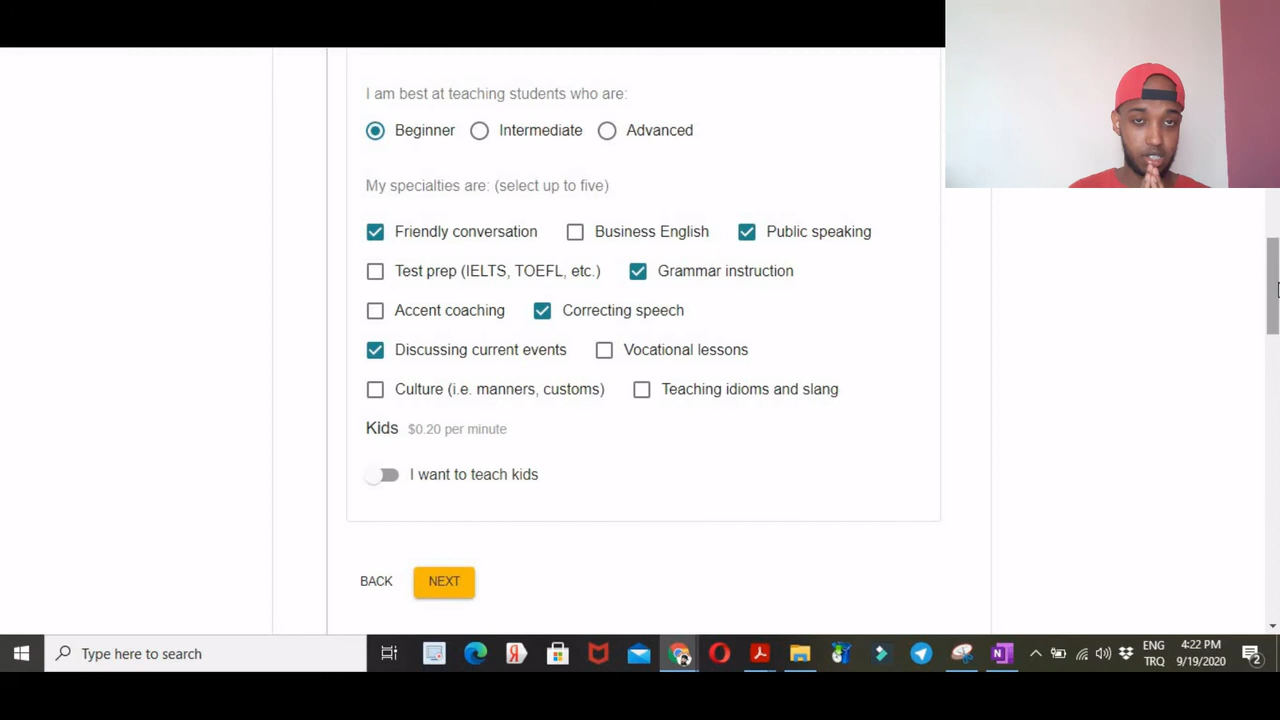 I am best at teaching students who are:
Beginner Intermediate Advanced
My specialties are: (select up to five)
Friendly conversation Business English Public speaking
Test prep (IELTS, TOEFL, etc.) Grammar instruction
Accent coaching Correcting speech
Discussing current events Vocational lessons
Culture (i.e. manners, customs) Teaching idioms and slang
Kids $0.20 per minute
I want to teach kids
BACK NEXT
Type here to search
ENG 4:22 PM
TRQ 9/19/2020
2